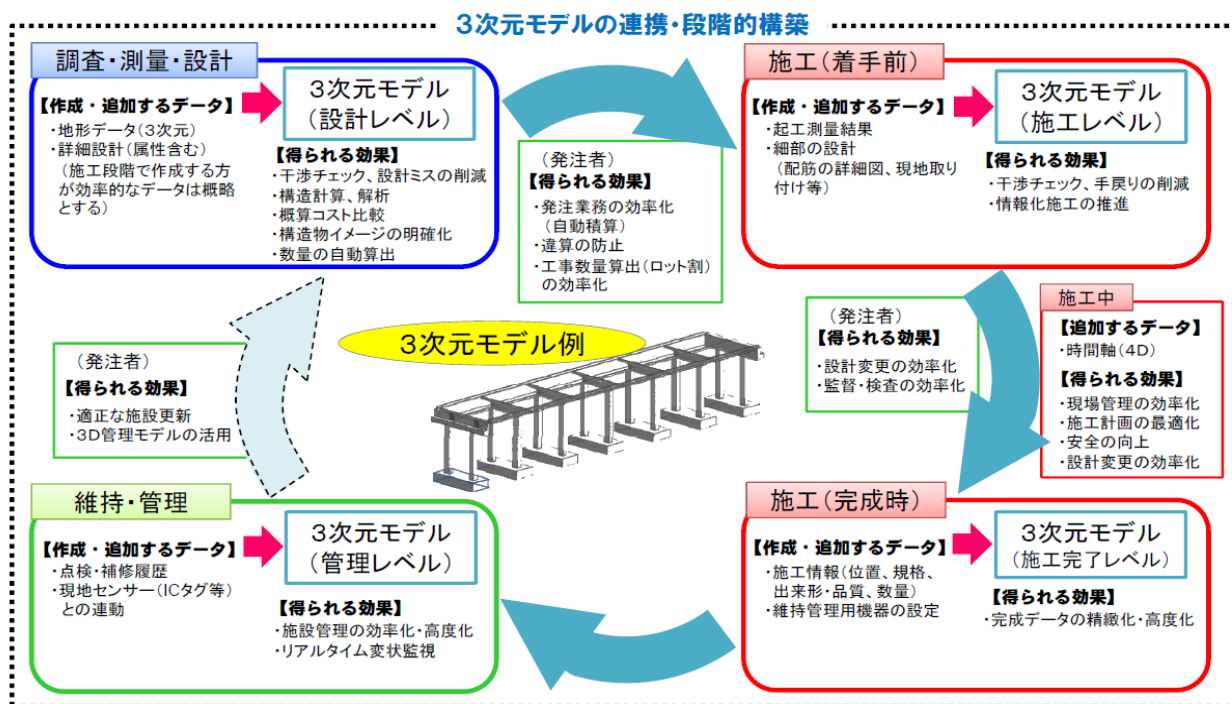 3次元モデルの連携・段階的構築
調査・測量・設計
【作成・追加するデータ】
・地形データ(3次元)
・詳細設計(属性含む)
(施工段階で作成する方
が効率的なデータは概略
とする)
3次元モデル
(設計レベル)
【得られる効果】
・干渉チェック、設計ミスの削減
・構造計算、解析
・概算コスト比較
・構造物イメージの明確化
・数量の自動算出
(発注者)
【得られる効果】
・発注業務の効率化
(自動積算)
・違算の防止
・工事数量算出(ロット割)
の効率化
施工(着手前)
【作成・追加するデータ】
・起工測量結果
・細部の設計
(配筋の詳細図、現地取り
付け等)
3次元モデル
(施工レベル)
【得られる効果】
・干渉チェック、手戻りの削減
・情報化施工の推進
(発注者)
【得られる効果】
・設計変更の効率化
・監督・検査の効率化
施工中
【追加するデータ】
・時間軸(4D)
【得られる効果】
・現場管理の効率化
・施工計画の最適化
・安全の向上
・設計変更の効率化
3次元モデル例
(発注者)
【得られる効果】
・適正な施設更新
・3D管理モデルの活用
維持・管理
【作成・追加するデータ】
・点検・補修履歴
・現地センサー(ICタグ等)
との連動
3次元モデル
(管理レベル)
【得られる効果】
・施設管理の効率化・高度化
・リアルタイム変状監視
施工(完成時)
【作成・追加するデータ】
・施工情報(位置、規格、
出来形・品質、数量)
・維持管理用機器の設定
3次元モデル
(施工完了レベル)
【得られる効果】
・完成データの精緻化・高度化